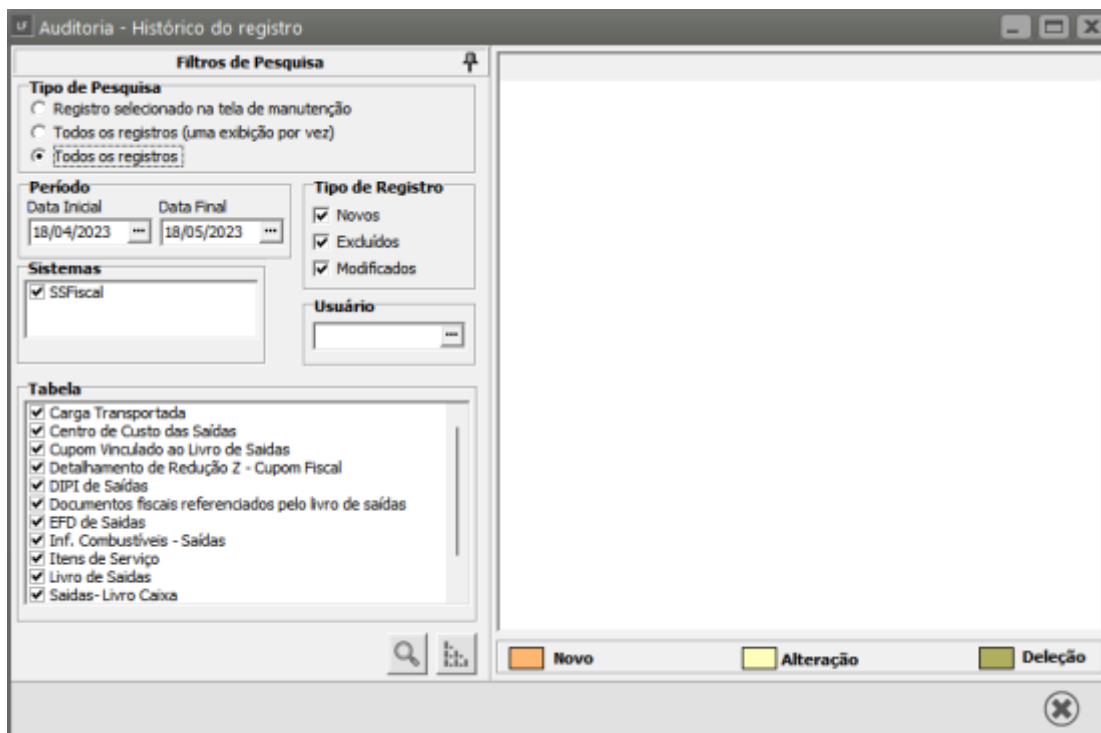 LF Auditoria - Histórico do registro
Filtros de Pesquisa
Tipo de Pesquisa
Registro selecionado na tela de manutenção
Todos os registros (uma exibição por vez)
Todos os registros
Período
Data Inicial Data Final
18/04/2023 ... 18/05/2023 ...
Tipo de Registro
Novos
Excluídos
Modificados
Sistemas
SSFiscal
Usuário
...
Tabela
Carga Transportada
Centro de Custo das Saídas
Cupom Vinculado ao Livro de Saidas
Detalhamento de Redução Z - Cupom Fiscal
DIPI de Saídas
Documentos fiscais referenciados pelo livro de saídas
EFD de Saidas
Inf. Combustíveis - Saídas
Itens de Serviço
Livro de Saidas
Saidas- Livro Caixa
Novo Alteração Deleção